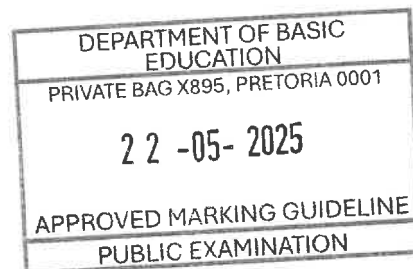 DEPARTMENT OF BASIC
EDUCATION
PRIVATE BAG X895, PRETORIA 0001
22 -05- 2025
APPROVED MARKING GUIDELINE
PUBLIC EXAMINATION